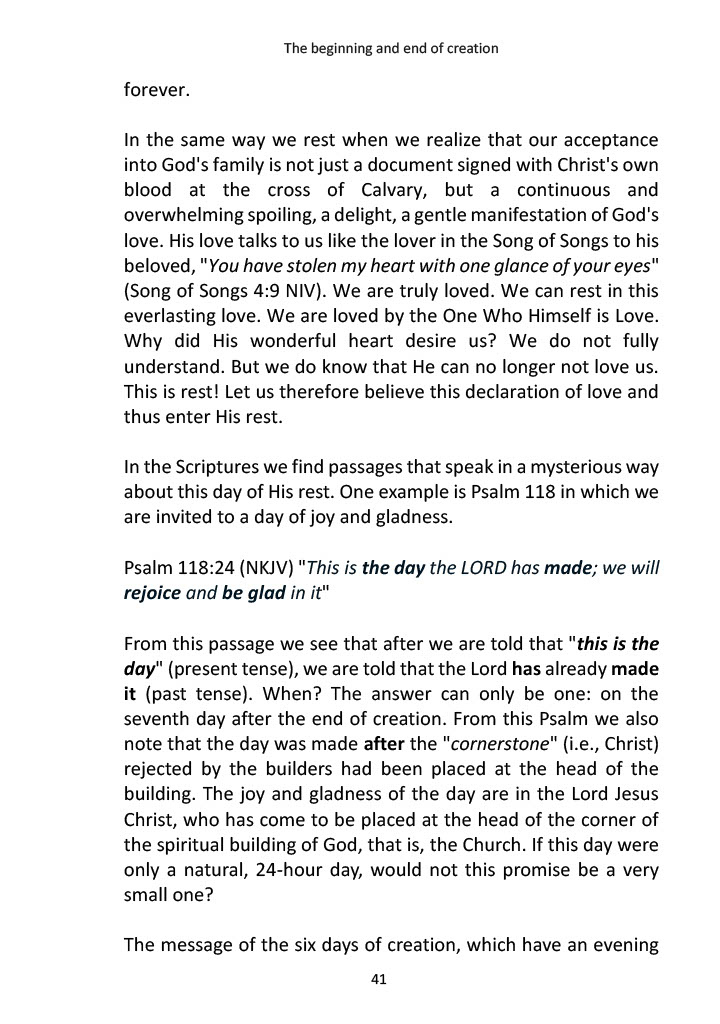 The beginning and end of creation
forever.
In the same way we rest when we realize that our acceptance
into God's family is not just a document signed with Christ's own
blood at the cross of Calvary, but a continuous and
overwhelming spoiling, a delight, a gentle manifestation of God's
love. His love talks to us like the lover in the Song of Songs to his
beloved, "You have stolen my heart with one glance of your eyes"
(Song of Songs 4:9 NIV). We are truly loved. We can rest in this
everlasting love. We are loved by the One Who Himself is Love.
Why did His wonderful heart desire us? We do not fully
understand. But we do know that He can no longer not love us.
This is rest! Let us therefore believe this declaration of love and
thus enter His rest.
In the Scriptures we find passages that speak in a mysterious way
about this day of His rest. One example is Psalm 118 in which we
are invited to a day of joy and gladness.
Psalm 118:24 (NKJV) "This is the day the LORD has made; we will
rejoice and be glad in it"
From this passage we see that after we are told that "this is the
day" (present tense), we are told that the Lord has already made
it (past tense). When? The answer can only be one: on the
seventh day after the end of creation. From this Psalm we also
note that the day was made after the "cornerstone" (i.e., Christ)
rejected by the builders had been placed at the head of the
building. The joy and gladness of the day are in the Lord Jesus
Christ, who has come to be placed at the head of the corner of
the spiritual building of God, that is, the Church. If this day were
only a natural, 24-hour day, would not this promise be a very
small one?
The message of the six days of creation, which have an evening
41